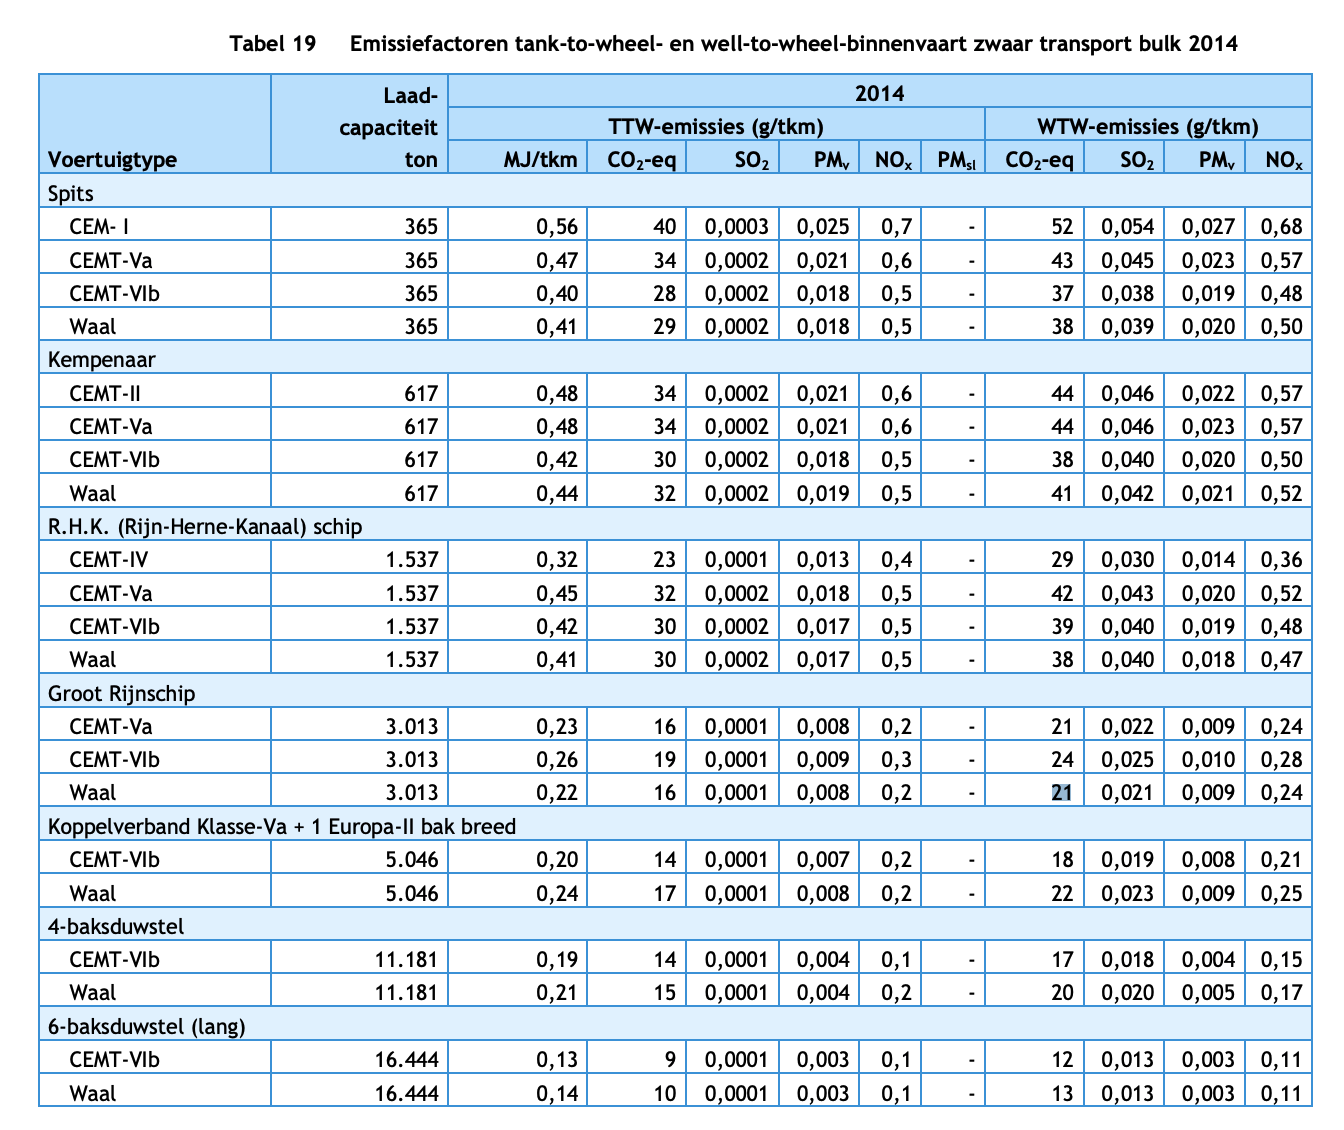 Tabel 19 Emissiefactoren tank-to-wheel- en well-to-wheel-binnenvaart zwaar transport bulk 2014
Voertuigtype Laad-capaciteit ton 2014
TTW-emissies (g/tkm) WTW-emissies (g/tkm)
MJ/tkm CO₂-eq SO₂ PMᵥ NOₓ PMsl CO₂-eq SO₂ PMᵥ NOₓ
Spits
CEM- I 365 0,56 40 0,0003 0,025 0,7 - 52 0,054 0,027 0,68
CEMT-Va 365 0,47 34 0,0002 0,021 0,6 - 43 0,045 0,023 0,57
CEMT-VIb 365 0,40 28 0,0002 0,018 0,5 - 37 0,038 0,019 0,48
Waal 365 0,41 29 0,0002 0,018 0,5 - 38 0,039 0,020 0,50
Kempenaar
CEMT-II 617 0,48 34 0,0002 0,021 0,6 - 44 0,046 0,022 0,57
CEMT-Va 617 0,48 34 0,0002 0,021 0,6 - 44 0,046 0,023 0,57
CEMT-VIb 617 0,42 30 0,0002 0,018 0,5 - 38 0,040 0,020 0,50
Waal 617 0,44 32 0,0002 0,019 0,5 - 41 0,042 0,021 0,52
R.H.K. (Rijn-Herne-Kanaal) schip
CEMT-IV 1.537 0,32 23 0,0001 0,013 0,4 - 29 0,030 0,014 0,36
CEMT-Va 1.537 0,45 32 0,0002 0,018 0,5 - 42 0,043 0,020 0,52
CEMT-VIb 1.537 0,42 30 0,0002 0,017 0,5 - 39 0,040 0,019 0,48
Waal 1.537 0,41 30 0,0002 0,017 0,5 - 38 0,040 0,018 0,47
Groot Rijnschip
CEMT-Va 3.013 0,23 16 0,0001 0,008 0,2 - 21 0,022 0,009 0,24
CEMT-VIb 3.013 0,26 19 0,0001 0,009 0,3 - 24 0,025 0,010 0,28
Waal 3.013 0,22 16 0,0001 0,008 0,2 - 21 0,021 0,009 0,24
Koppelverband Klasse-Va + 1 Europa-II bak breed
CEMT-VIb 5.046 0,20 14 0,0001 0,007 0,2 - 18 0,019 0,008 0,21
Waal 5.046 0,24 17 0,0001 0,008 0,2 - 22 0,023 0,009 0,25
4-baksduwstel
CEMT-VIb 11.181 0,19 14 0,0001 0,004 0,1 - 17 0,018 0,004 0,15
Waal 11.181 0,21 15 0,0001 0,004 0,2 - 20 0,020 0,005 0,17
6-baksduwstel (lang)
CEMT-VIb 16.444 0,13 9 0,0001 0,003 0,1 - 12 0,013 0,003 0,11
Waal 16.444 0,14 10 0,0001 0,003 0,1 - 13 0,013 0,003 0,11